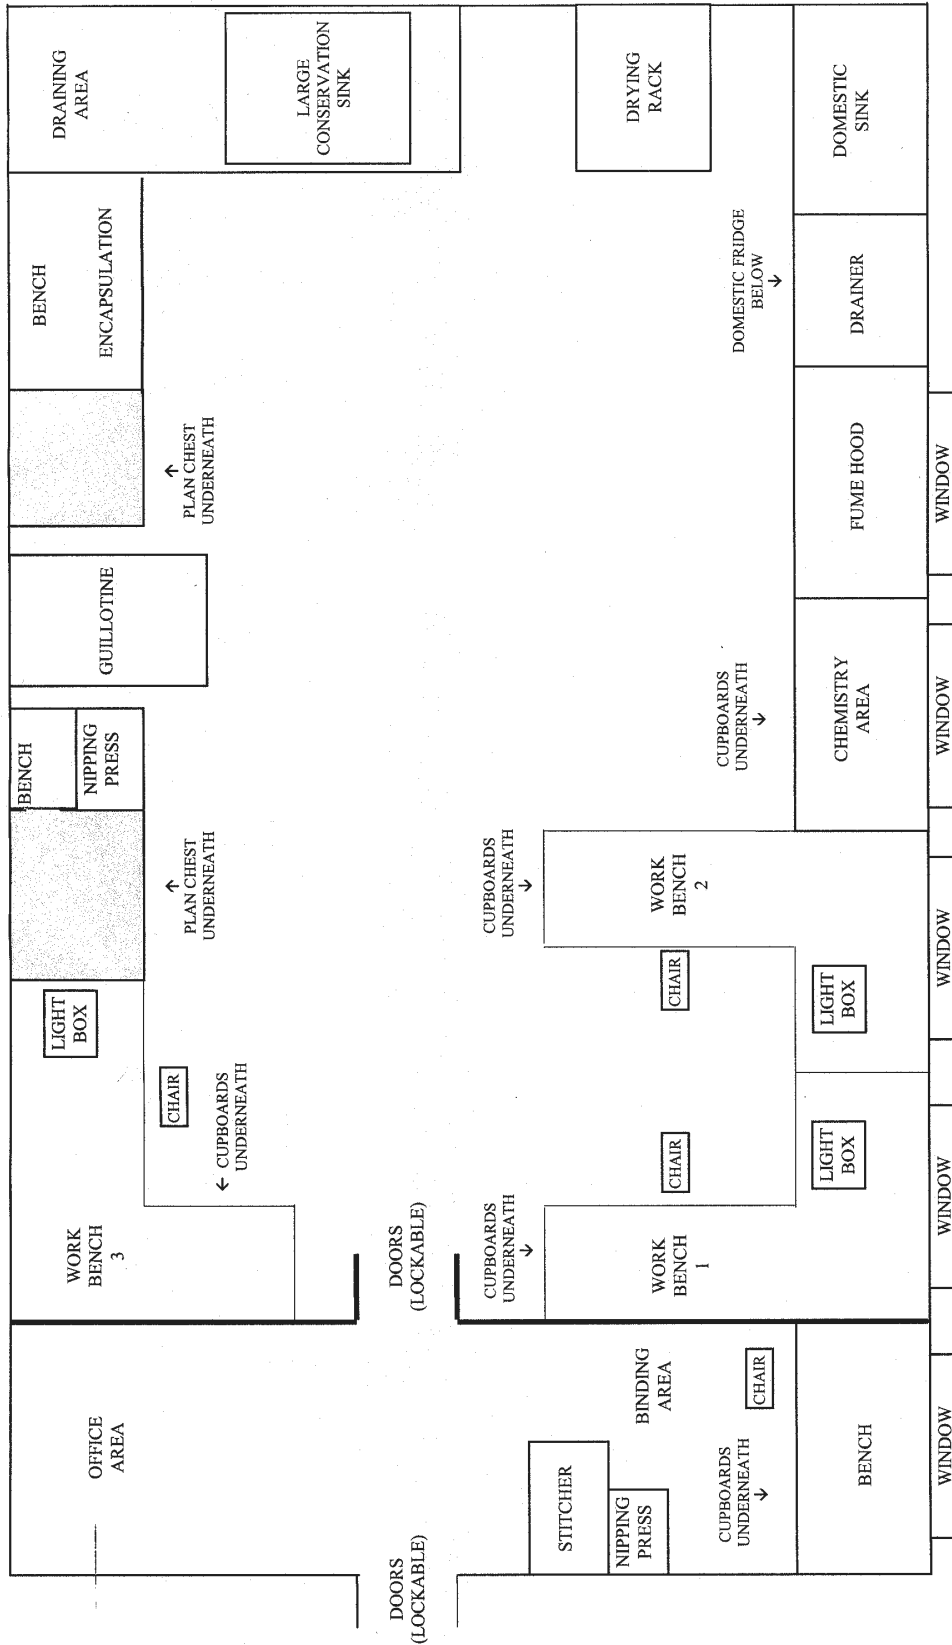 OFFICE
AREA
WORK
BENCH
3
LIGHT
BOX
BENCH
NIPPING
PRESS
GUILLOTINE
BENCH
ENCAPSULATION
DRAINING
AREA
CHAIR
← CUPBOARDS
UNDERNEATH
↑
PLAN CHEST
UNDERNEATH
↑
PLAN CHEST
UNDERNEATH
LARGE
CONSERVATION
SINK
DOORS
(LOCKABLE)
DOORS
(LOCKABLE)
STITCHER
NIPPING
PRESS
BINDING
AREA
CUPBOARDS
UNDERNEATH
↓
CHAIR
BENCH
CUPBOARDS
UNDERNEATH
↓
WORK
BENCH
1
CHAIR
CHAIR
CUPBOARDS
UNDERNEATH
↓
WORK
BENCH
2
LIGHT
BOX
LIGHT
BOX
CUPBOARDS
UNDERNEATH
↓
CHEMISTRY
AREA
FUME HOOD
DOMESTIC FRIDGE
BELOW
↓
DRAINER
DRYING
RACK
DOMESTIC
SINK
WINDOW
WINDOW
WINDOW
WINDOW
WINDOW